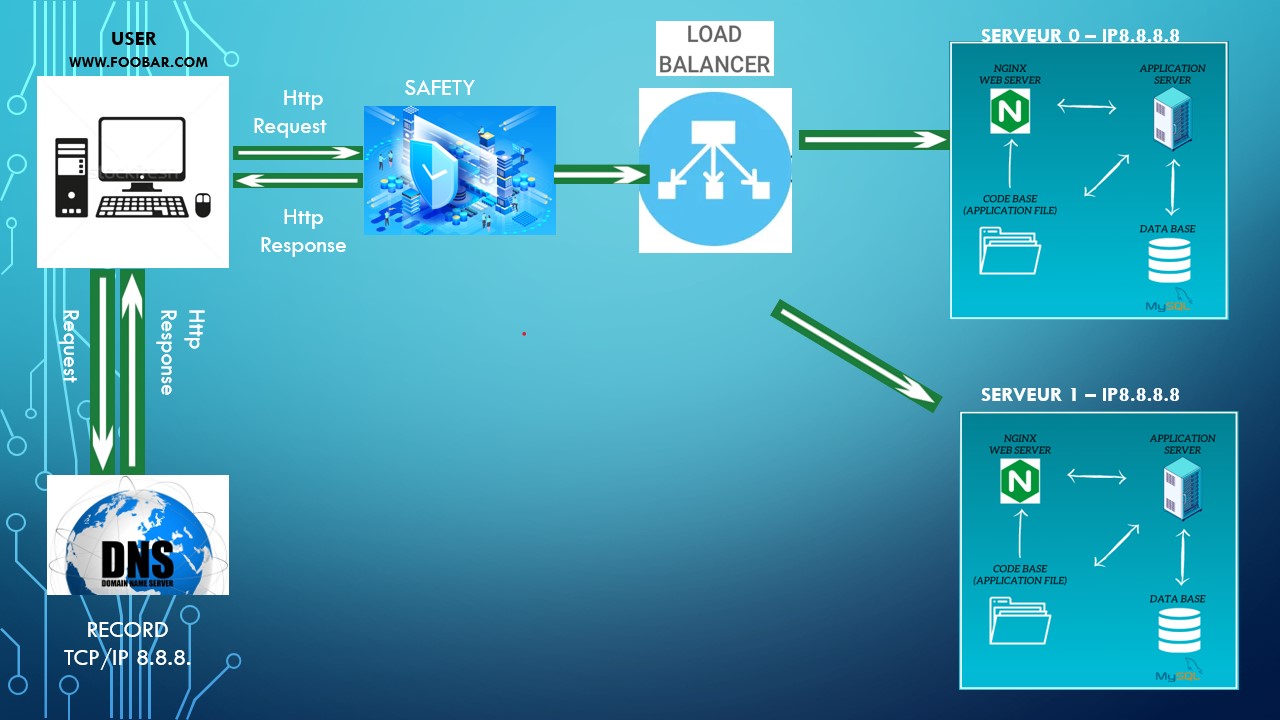 USER
WWW.FOOBAR.COM
Http
Request
Http
Response
SAFETY
LOAD
BALANCER
SERVEUR 0 – IP8.8.8.8
NGINX
WEB SERVER
APPLICATION
SERVER
N
CODE BASE
(APPLICATION FILE)
DATA BASE
MySQL
SERVEUR 1 – IP8.8.8.8
NGINX
WEB SERVER
APPLICATION
SERVER
N
CODE BASE
(APPLICATION FILE)
DATA BASE
MySQL
Request
Http
Response
DNS
DOMAIN NAME SERVER
RECORD
TCP/IP 8.8.8.